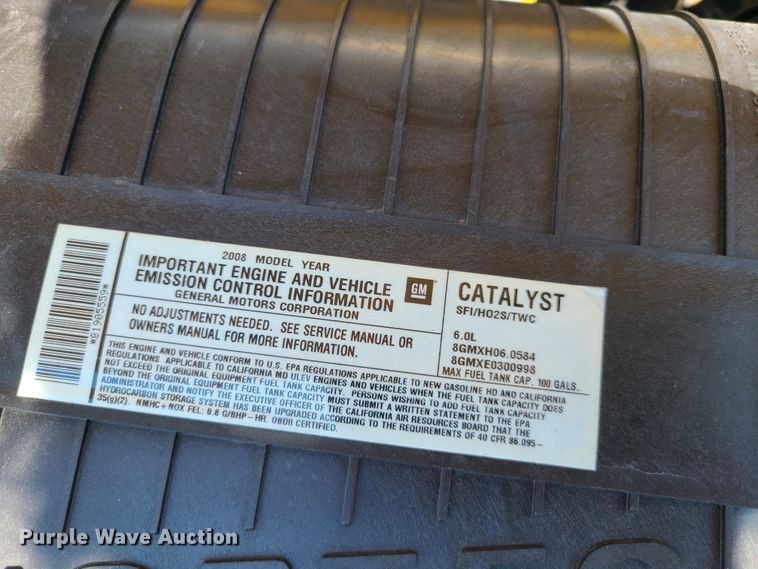 *81905559*
2008 MODEL YEAR
IMPORTANT ENGINE AND VEHICLE
EMISSION CONTROL INFORMATION
GENERAL MOTORS CORPORATION
GM
NO ADJUSTMENTS NEEDED. SEE SERVICE MANUAL OR
OWNERS MANUAL FOR MORE INFORMATION.
CATALYST
SFI/HO2S/TWC
6.0L
8GMXH06.0584
8GMXE0300998
MAX FUEL TANK CAP. 100 GALS.
THIS ENGINE AND VEHICLE CONFORM TO U.S. EPA REGULATIONS APPLICABLE TO NEW GASOLINE HD AND CALIFORNIA
REGULATIONS APPLICABLE TO CALIFORNIA MD ULEV ENGINES AND VEHICLES WHEN THE FUEL TANK CAPACITY DOES
NOT EXCEED THE ORIGINAL EQUIPMENT FUEL TANK CAPACITY. PERSONS WISHING TO ADD FUEL TANK CAPACITY
BEYOND THE ORIGINAL EQUIPMENT FUEL TANK CAPACITY MUST SUBMIT A WRITTEN STATEMENT TO THE EPA
ADMINISTRATOR AND NOTIFY THE EXECUTIVE OFFICER OF THE CALIFORNIA AIR RESOURCES BOARD THAT THE
HYDROCARBON STORAGE SYSTEM HAS BEEN UPGRADED ACCORDING TO THE REQUIREMENTS OF 40 CFR 86.095-
35(g)(2). NMHC+NOX FEL: 0.8 G/BHP-HR. OBDII CERTIFIED.
Purple Wave Auction